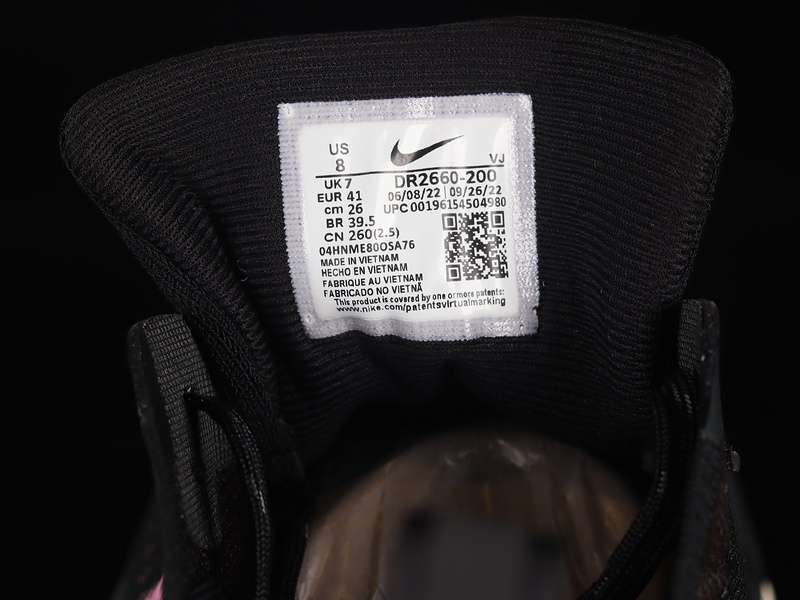 US
8
VJ
UK 7
DR2660-200
EUR 41
06/08/22 | 09/26/22
cm 26
UPC 00196154504980
BR 39.5
CN 260(2.5)
04HNME80OSA76
MADE IN VIETNAM
HECHO EN VIETNAM
FABRIQUE AU VIETNAM
FABRICADO NO VIETNÃ
This product is covered by one or more patents:
www.nike.com/patentsvirtualmarking